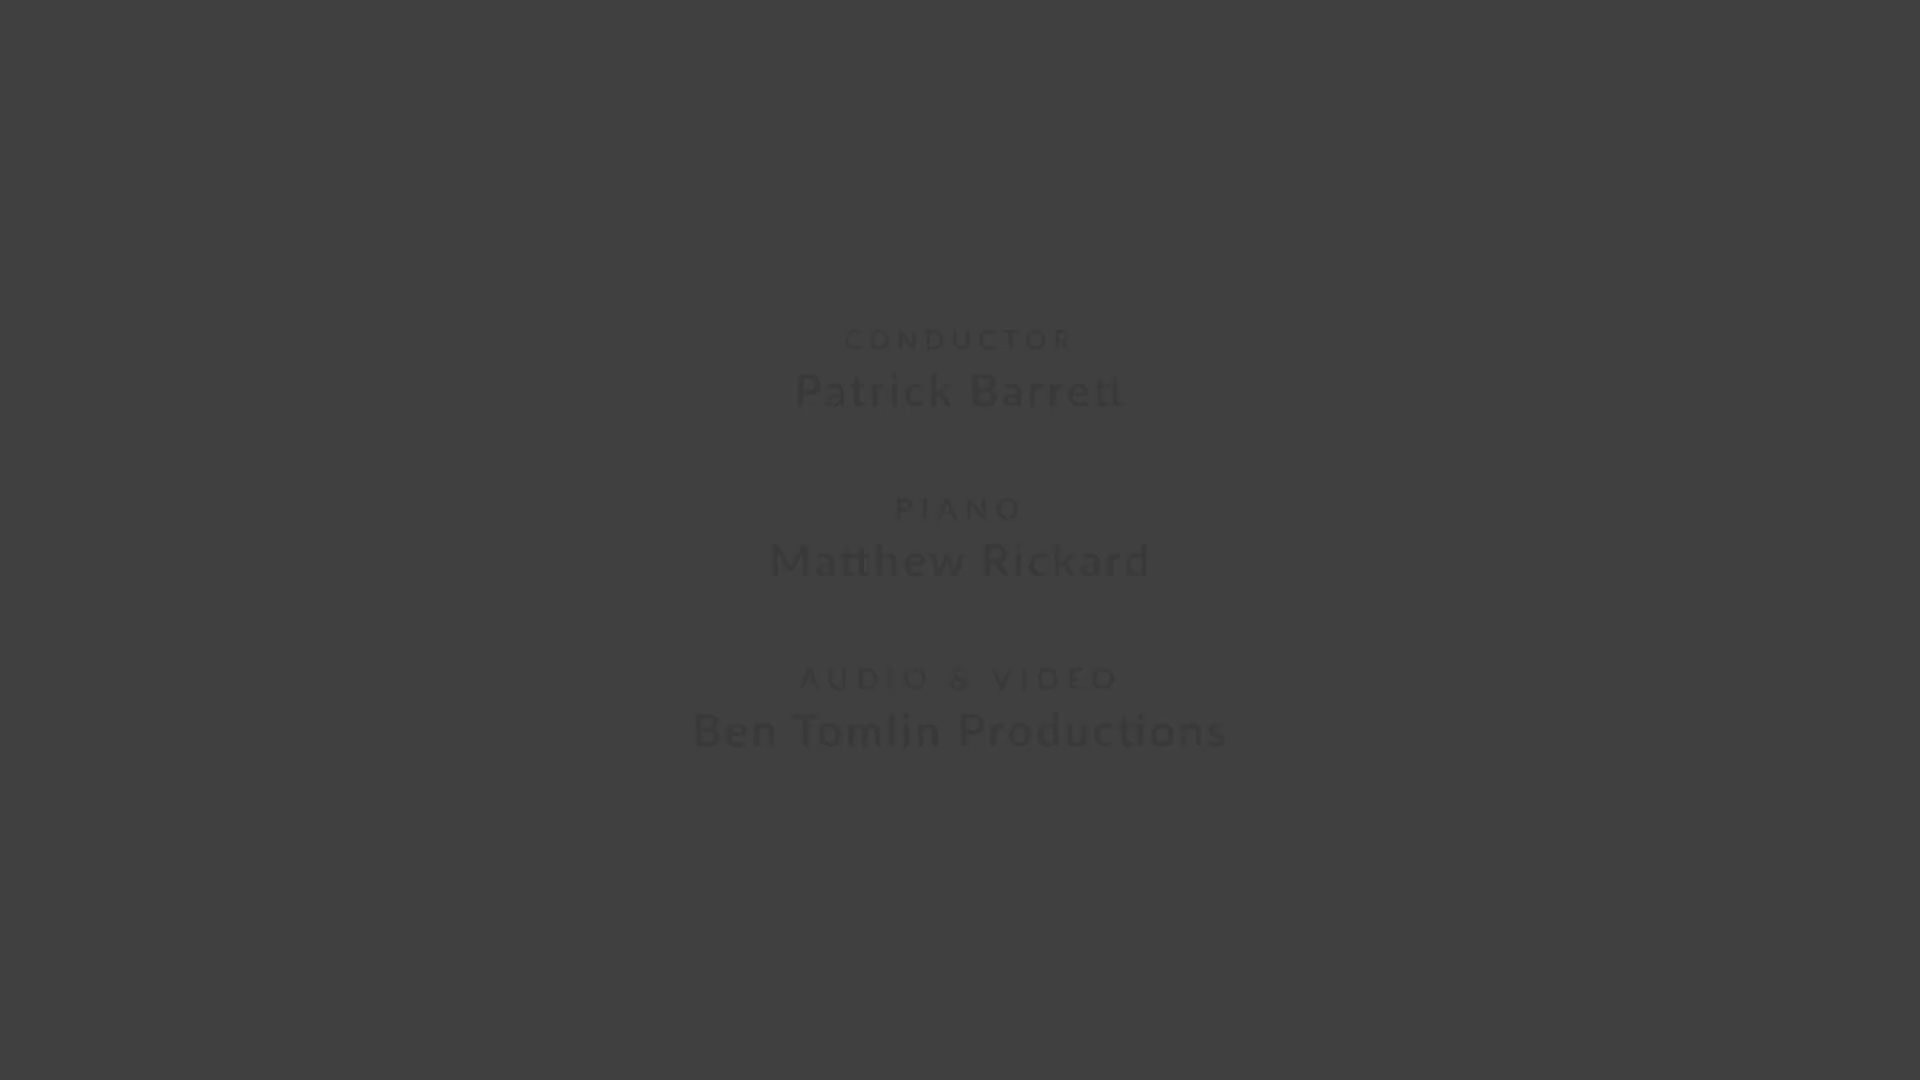 CONDUCTOR
Patrick Barrett
PIANO
Matthew Rickard
AUDIO & VIDEO
Ben Tomlin Productions